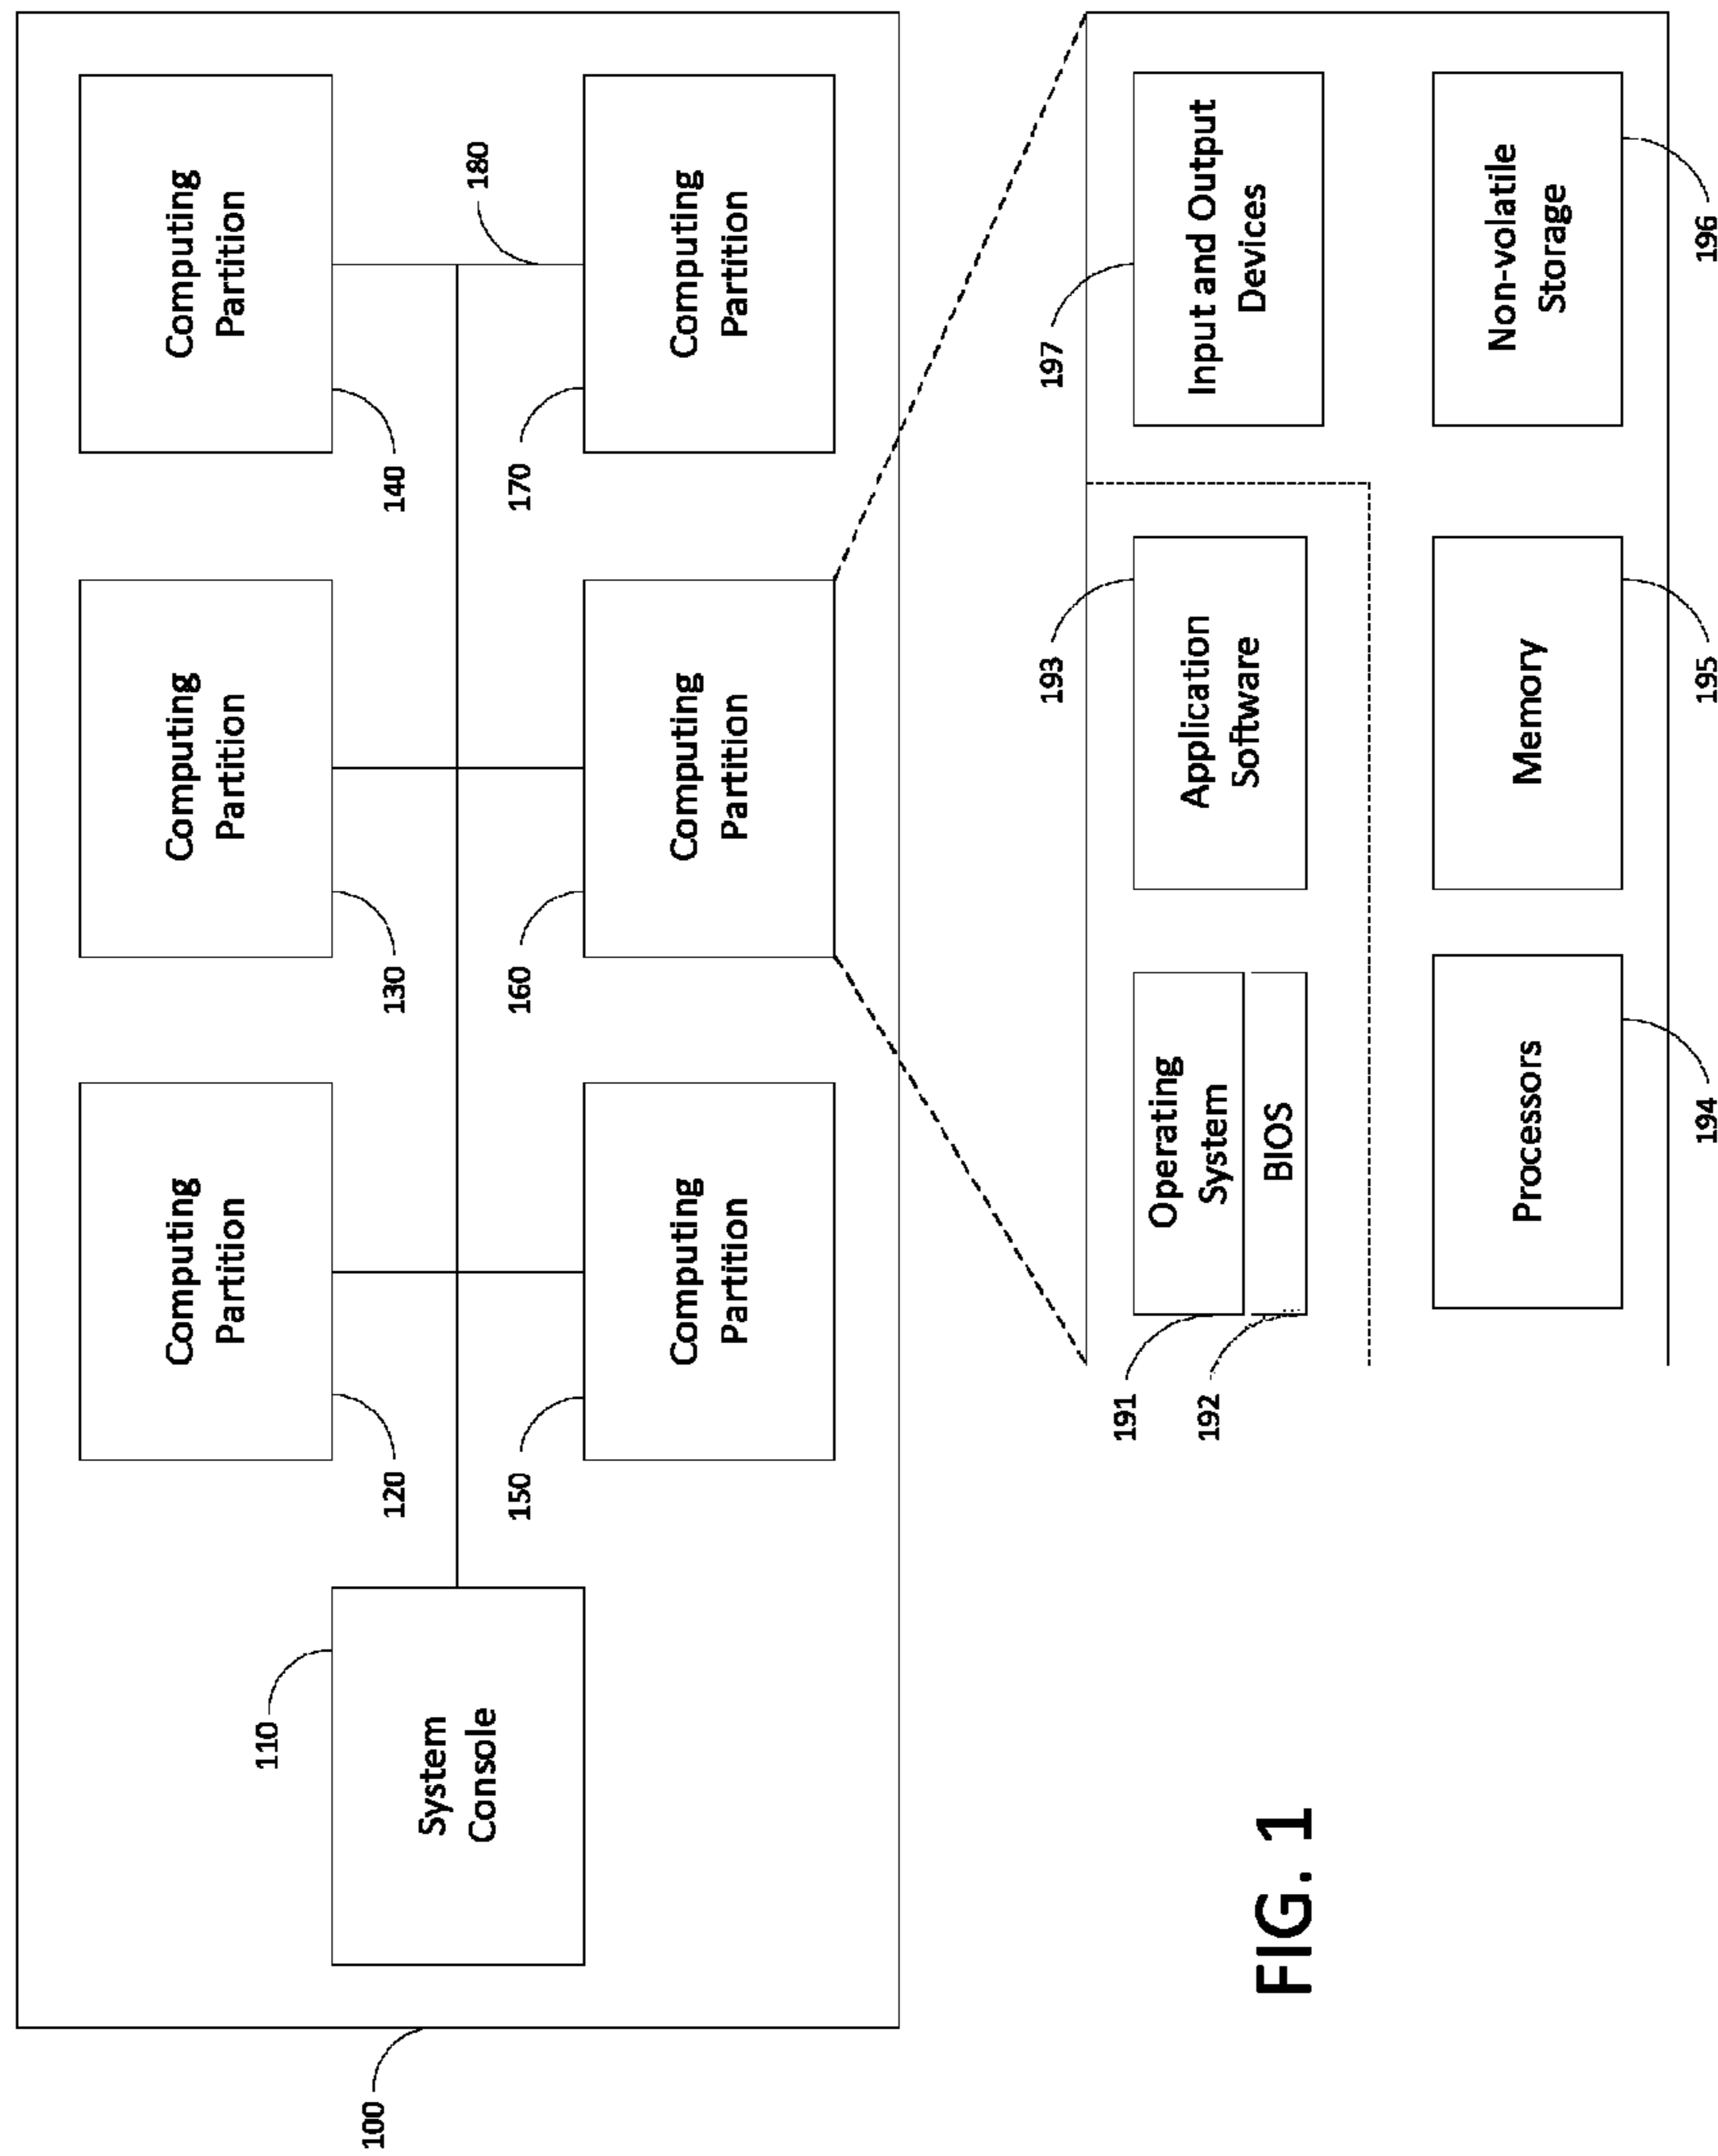 100
110
System
Console
120
Computing
Partition
130
Computing
Partition
140
Computing
Partition
180
150
Computing
Partition
160
Computing
Partition
170
Computing
Partition
191
Operating
System
192
BIOS
193
Application
Software
197
Input and Output
Devices
Processors
194
Memory
195
Non-volatile
Storage
196
FIG. 1